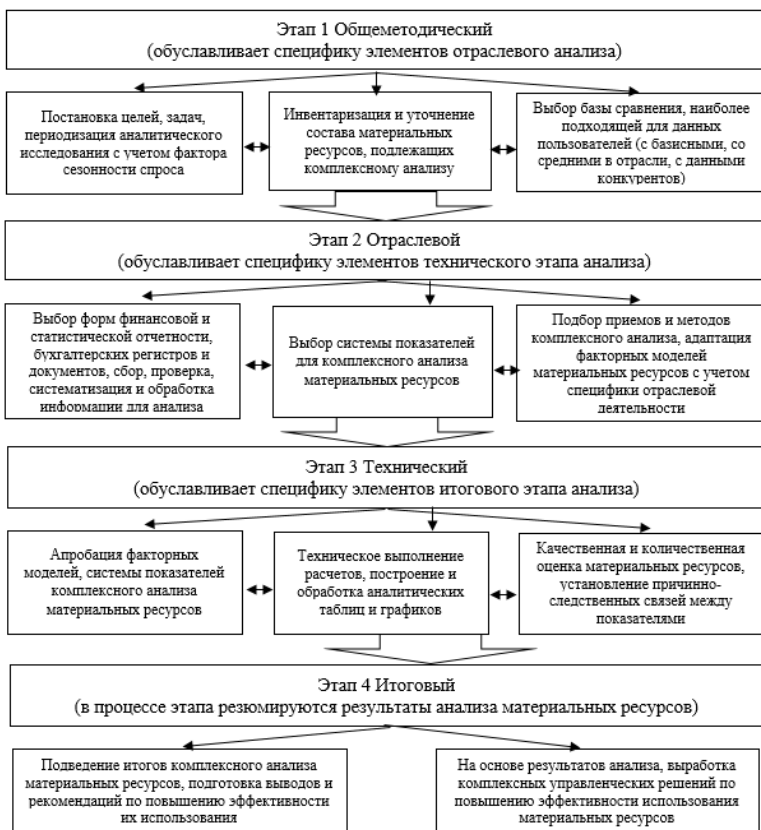 Этап 1 Общеметодический
(обуславливает специфику элементов отраслевого анализа)
Постановка целей, задач,
периодизация аналитического
исследования с учетом фактора
сезонности спроса
Инвентаризация и уточнение
состава материальных
ресурсов, подлежащих
комплексному анализу
Выбор базы сравнения, наиболее
подходящей для данных
пользователей (с базисными, со
средними в отрасли, с данными
конкурентов)
Этап 2 Отраслевой
(обуславливает специфику элементов технического этапа анализа)
Выбор форм финансовой и
статистической отчетности,
бухгалтерских регистров и
документов, сбор, проверка,
систематизация и обработка
информации для анализа
Выбор системы показателей
для комплексного анализа
материальных ресурсов
Подбор приемов и методов
комплексного анализа, адаптация
факторных моделей
материальных ресурсов с учетом
специфики отраслевой
деятельности
Этап 3 Технический
(обуславливает специфику элементов итогового этапа анализа)
Апробация факторных
моделей, системы показателей
комплексного анализа
материальных ресурсов
Техническое выполнение
расчетов, построение и
обработка аналитических
таблиц и графиков
Качественная и количественная
оценка материальных ресурсов,
установление причинно-
следственных связей между
показателями
Этап 4 Итоговый
(в процессе этапа резюмируются результаты анализа материальных ресурсов)
Подведение итогов комплексного анализа
материальных ресурсов, подготовка выводов и
рекомендаций по повышению эффективности
их использования
На основе результатов анализа, выработка
комплексных управленческих решений по
повышению эффективности использования
материальных ресурсов